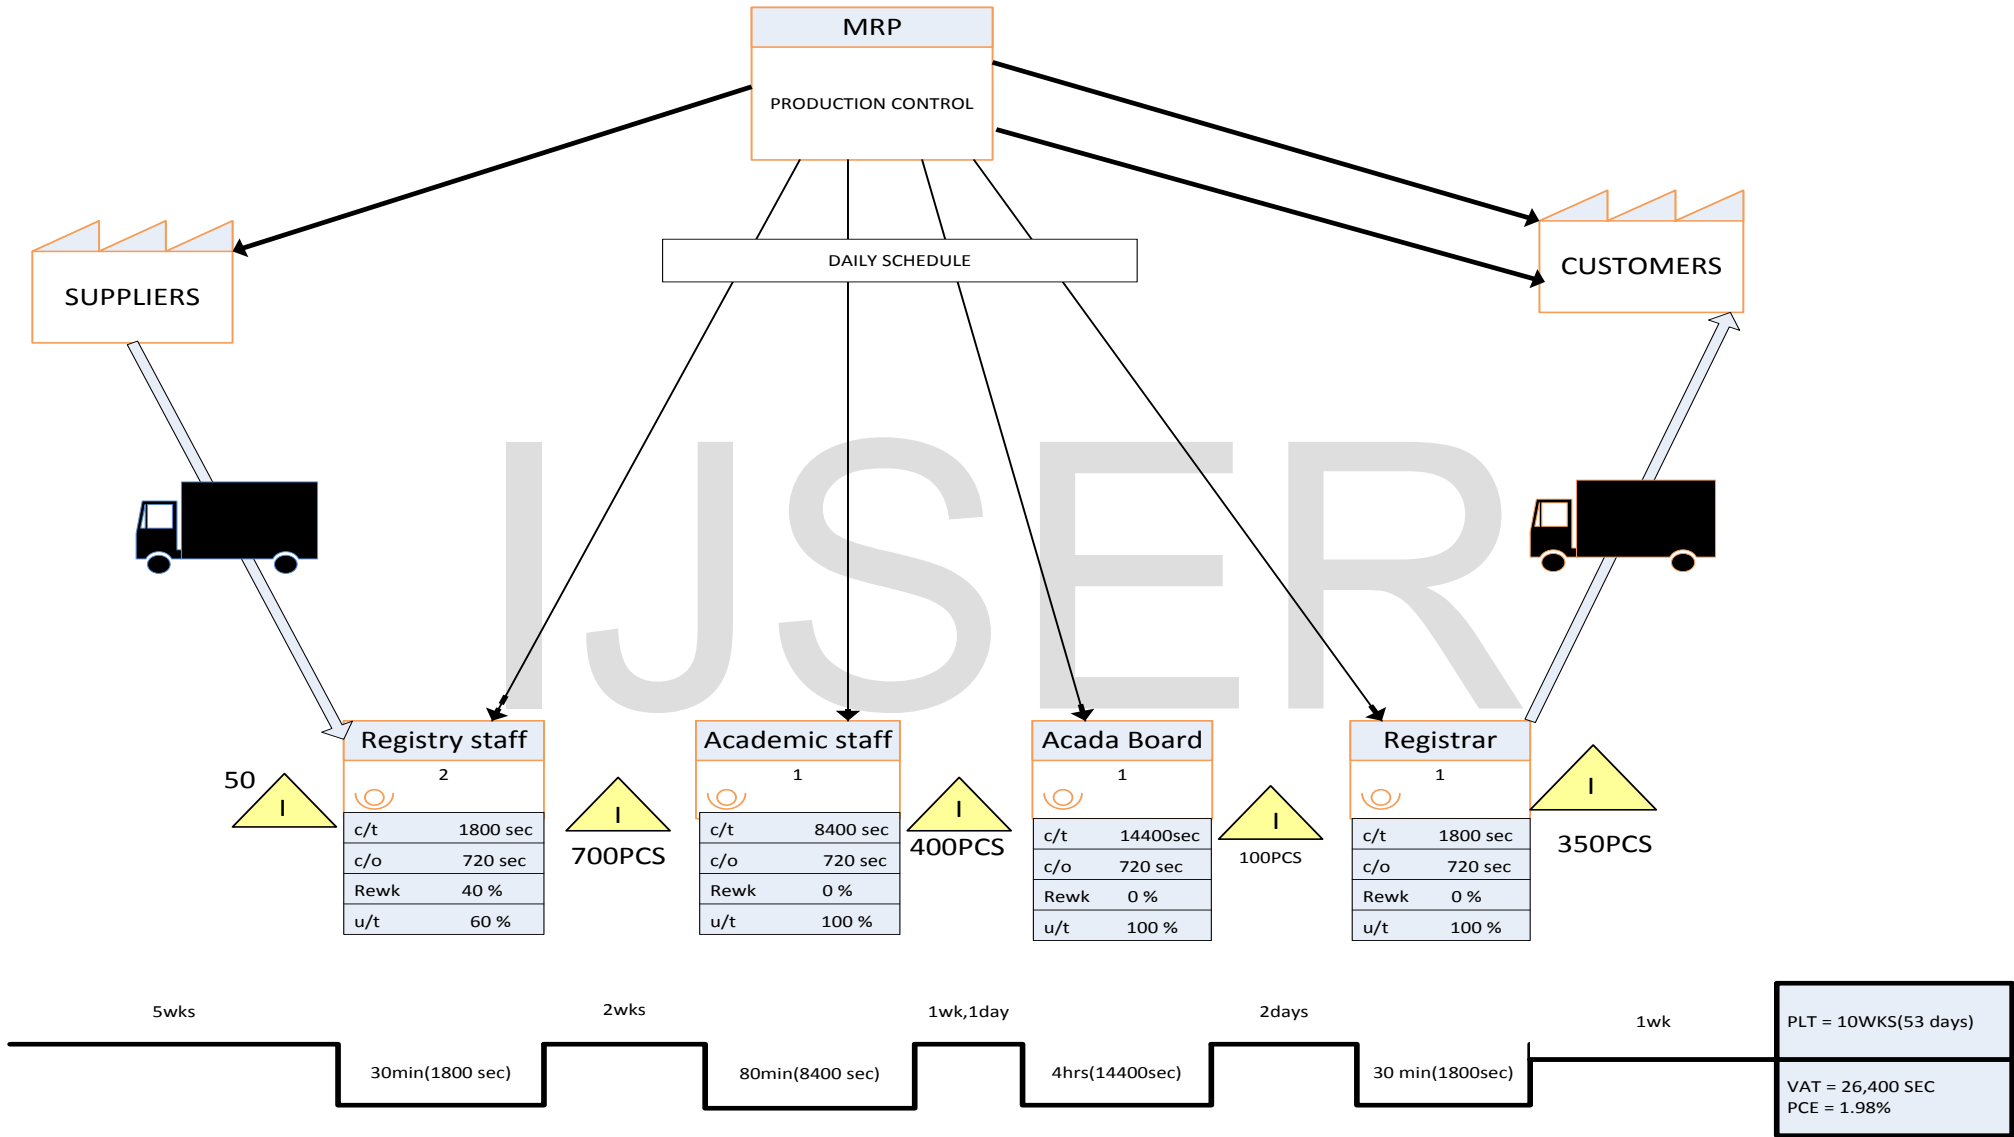 MRP
PRODUCTION CONTROL
DAILY SCHEDULE
SUPPLIERS
CUSTOMERS
IJSER
Registry staff
2
c/t 1800 sec
c/o 720 sec
Rewk 40 %
u/t 60 %
Academic staff
1
c/t 8400 sec
c/o 720 sec
Rewk 0 %
u/t 100 %
Acada Board
1
c/t 14400sec
c/o 720 sec
Rewk 0 %
u/t 100 %
Registrar
1
c/t 1800 sec
c/o 720 sec
Rewk 0 %
u/t 100 %
50
I
I
700PCS
I
400PCS
I
100PCS
I
350PCS
5wks
30min(1800 sec)
2wks
80min(8400 sec)
1wk,1day
4hrs(14400sec)
2days
30 min(1800sec)
1wk
PLT = 10WKS(53 days)
VAT = 26,400 SEC
PCE = 1.98%